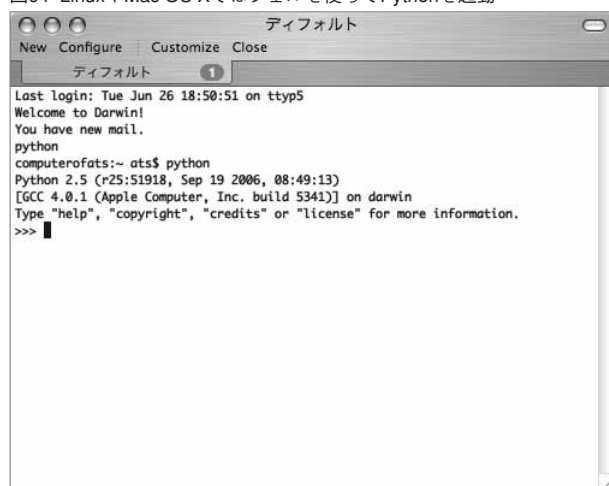 ディフォルト
New Configure Customize Close
ディフォルト 1
Last login: Tue Jun 26 18:50:51 on ttyp5
Welcome to Darwin!
You have new mail.
python
computerofats:~ ats$ python
Python 2.5 (r25:51918, Sep 19 2006, 08:49:13)
[GCC 4.0.1 (Apple Computer, Inc. build 5341)] on darwin
Type "help", "copyright", "credits" or "license" for more information.
>>>